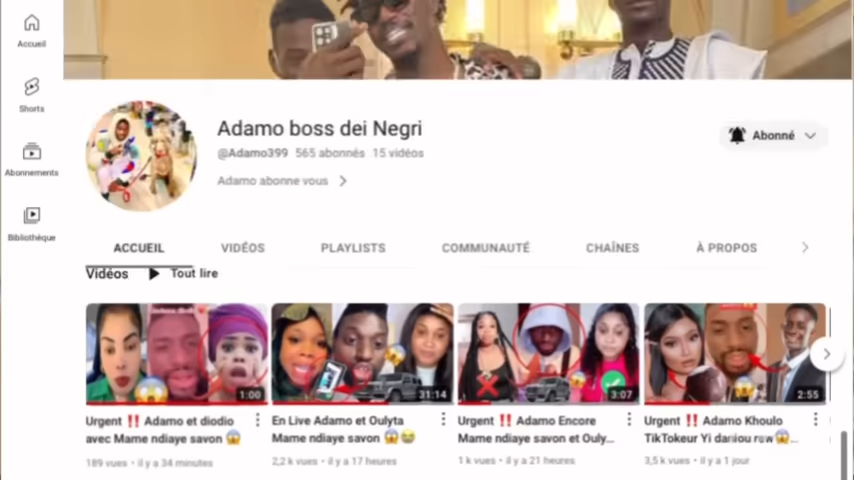 Accueil
Shorts
Abonnements
Bibliothèque
Adamo boss dei Negri
@Adamo399 565 abonnés 15 vidéos
Adamo abonne vous
Abonné
ACCUEIL VIDÉOS PLAYLISTS COMMUNAUTÉ CHAÎNES À PROPOS
Vidéos Tout lire
1:00
31:14
3:07
2:55
Urgent ‼️ Adamo et diodio
avec Mame ndiaye savon 😱
189 vues • il y a 34 minutes
En Live Adamo et Oulyta
Mame ndiaye savon 😱😭
2,2 k vues • il y a 17 heures
Urgent ‼️ Adamo Encore
Mame ndiaye savon et Ouly...
1 k vues • il y a 21 heures
Urgent ‼️ Adamo Khoulo
TikTokeur Yi daniou raw 😱...
3,5 k vues • il y a 1 jour